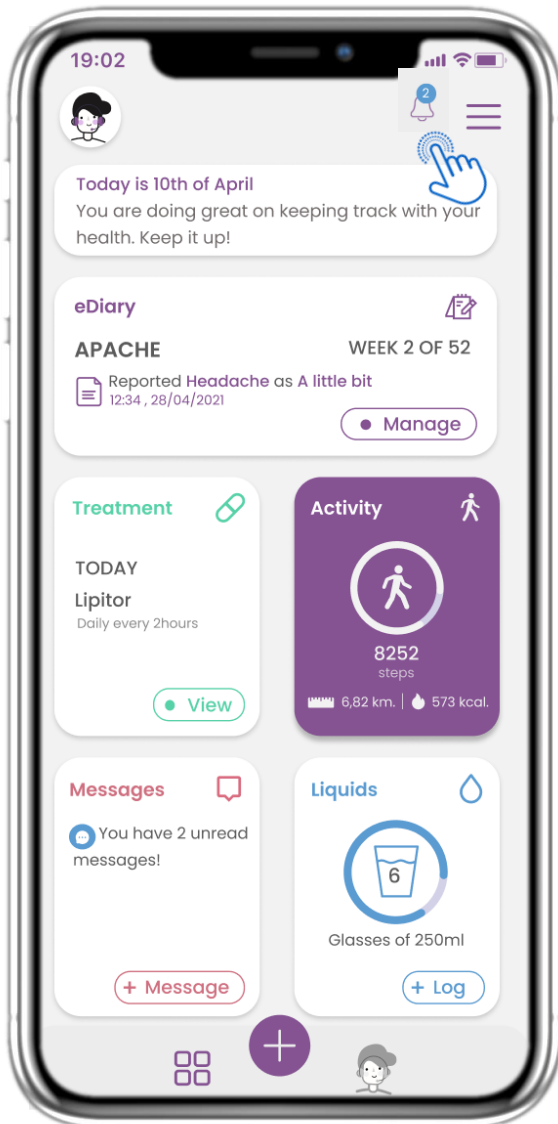 19:02
2
Today is 10th of April
You are doing great on keeping track with your
health. Keep it up!
eDiary
APACHE
WEEK 2 OF 52
Reported Headache as A little bit
12:34 , 28/04/2021
Manage
Treatment
TODAY
Lipitor
Daily every 2hours
View
Activity
8252
steps
6,82 km.
573 kcal.
Messages
You have 2 unread
messages!
+ Message
Liquids
6
Glasses of 250ml
+ Log